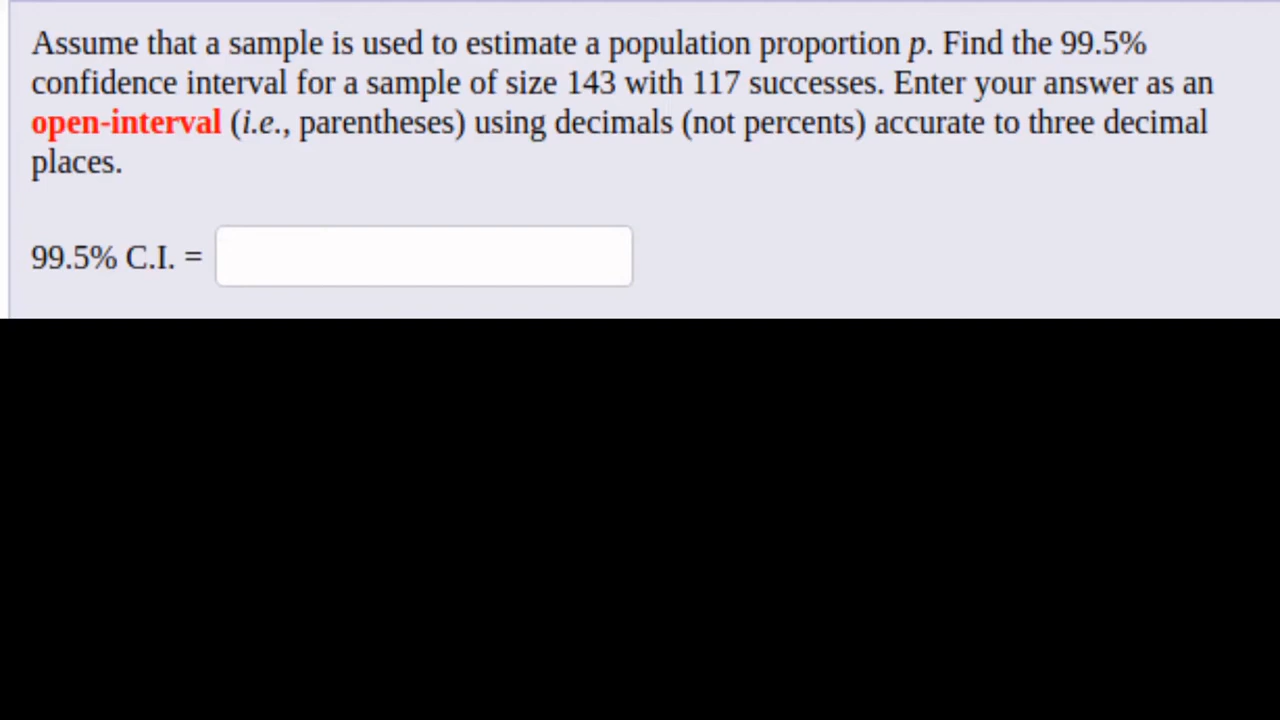 Assume that a sample is used to estimate a population proportion p. Find the 99.5%
confidence interval for a sample of size 143 with 117 successes. Enter your answer as an
open-interval (i.e., parentheses) using decimals (not percents) accurate to three decimal
places.
99.5% C.I. =